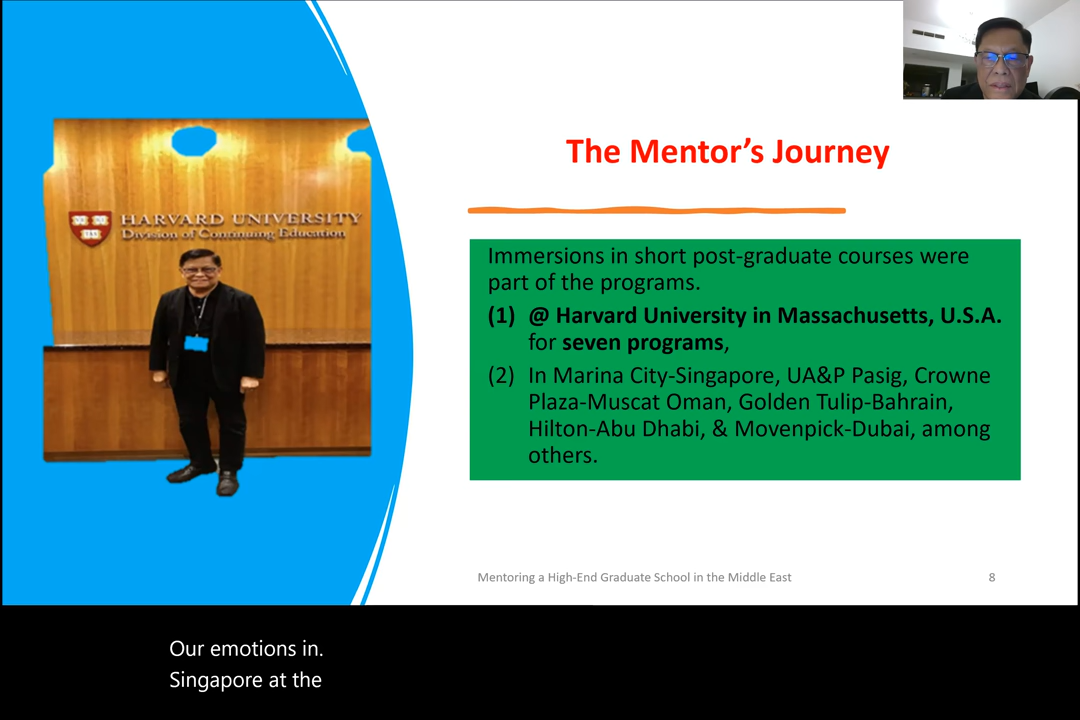 The Mentor's Journey
HARVARD UNIVERSITY
Division of Continuing Education
Immersions in short post-graduate courses were
part of the programs.
(1) @ Harvard University in Massachusetts, U.S.A.
for seven programs,
(2) In Marina City-Singapore, UA&P Pasig, Crowne
Plaza-Muscat Oman, Golden Tulip-Bahrain,
Hilton-Abu Dhabi, & Movenpick-Dubai, among
others.
Mentoring a High-End Graduate School in the Middle East 8
Our emotions in.
Singapore at the